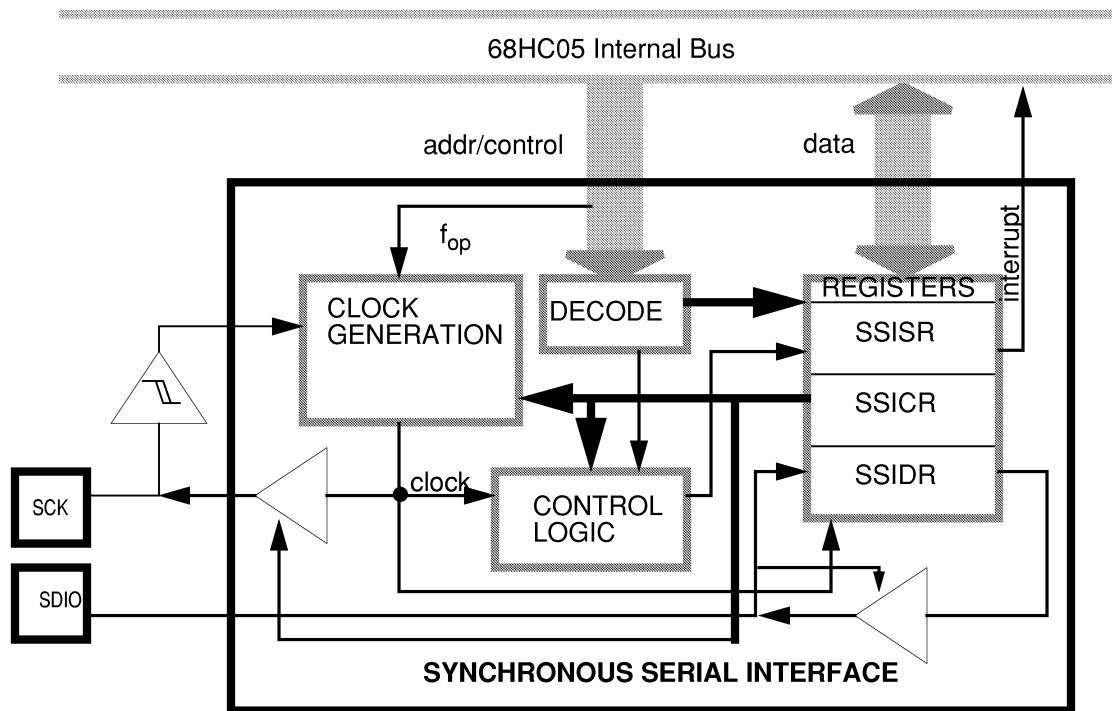 68HC05 Internal Bus
addr/control
data
interrupt
fop
REGISTERS
CLOCK
GENERATION
DECODE
SSISR
SSICR
SSIDR
clock
CONTROL
LOGIC
SCK
SDIO
SYNCHRONOUS SERIAL INTERFACE